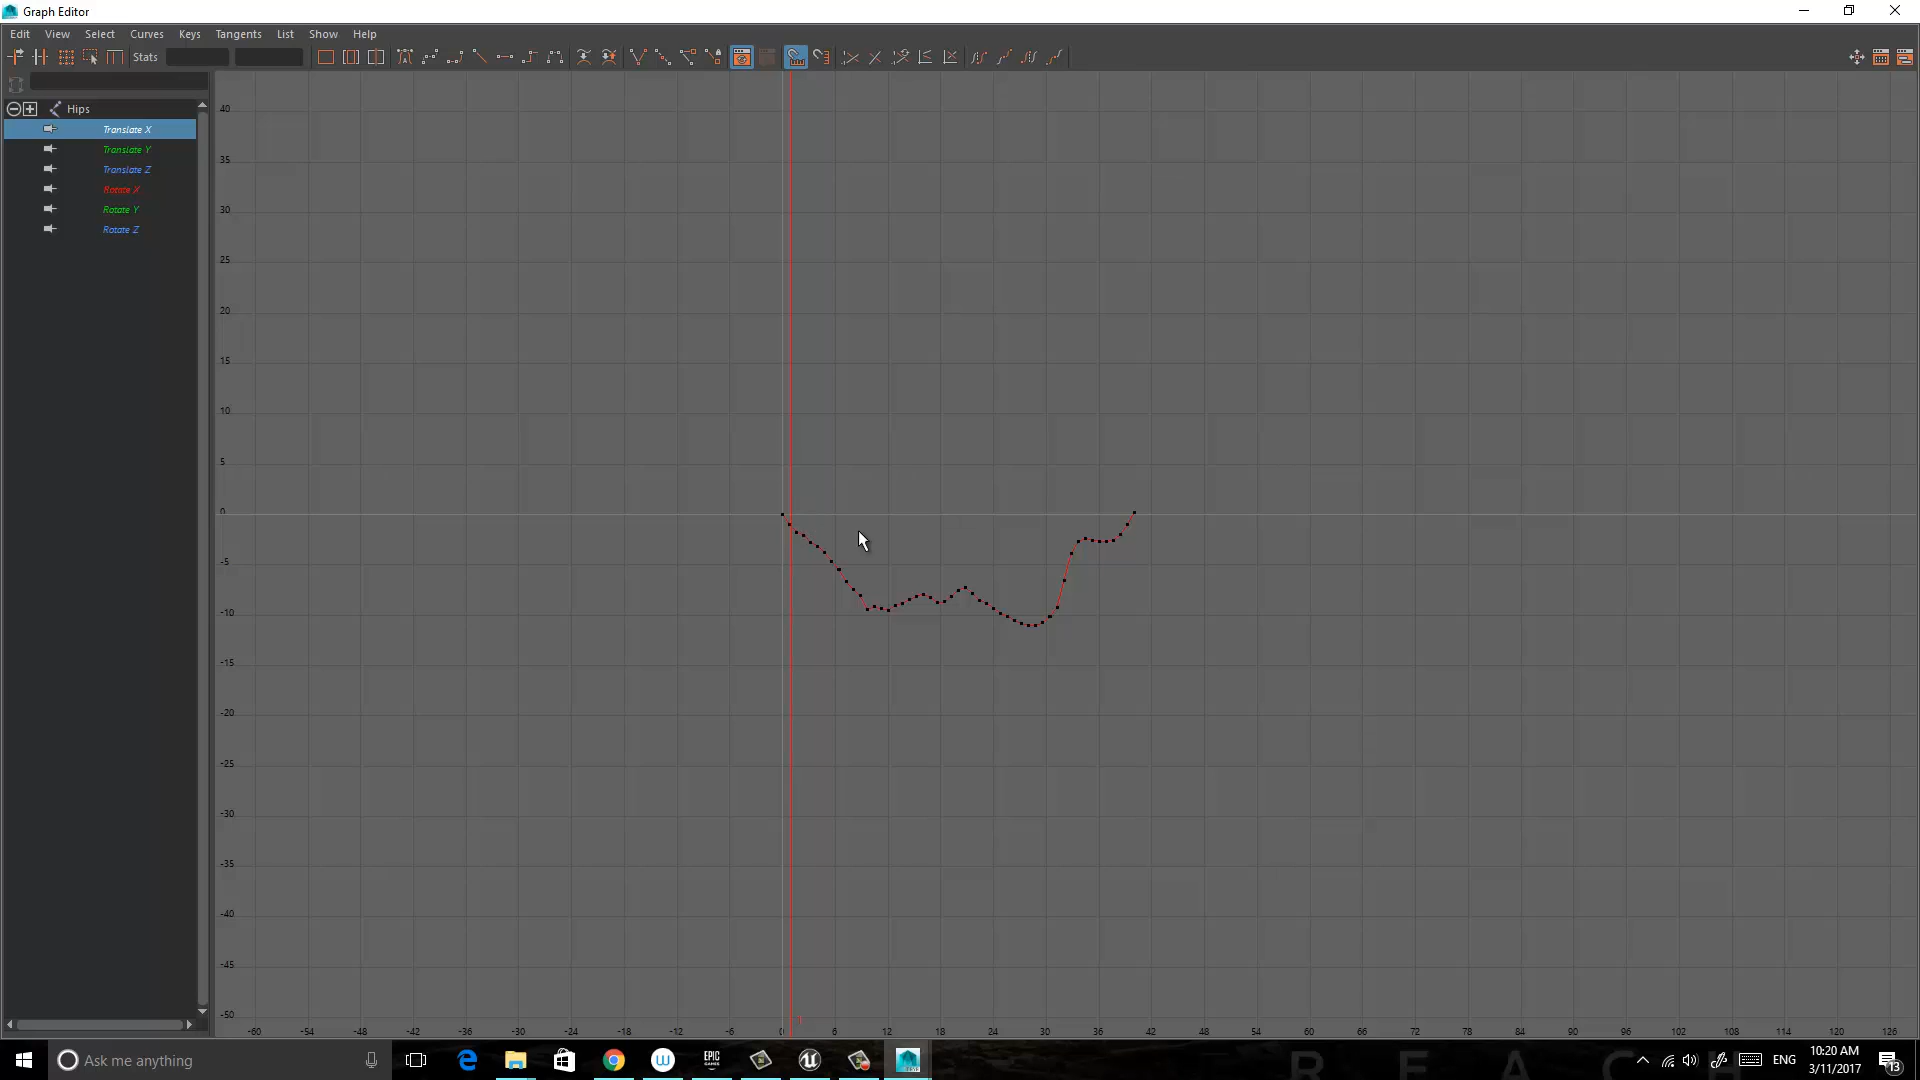 Graph Editor
Edit View Select Curves Keys Tangents List Show Help
Stats
Hips
Translate X
Translate Y
Translate Z
Rotate X
Rotate Y
Rotate Z
40
35
30
25
20
15
10
5
0
-5
-10
-15
-20
-25
-30
-35
-40
-45
-50
-60 -54 -48 -42 -36 -30 -24 -18 -12 -6 0 6 12 18 24 30 36 42 48 54 60 66 72 78 84 90 96 102 108 114 120 126
Ask me anything
EPIC
GAMES
R E A C H
ENG
10:20 AM
3/11/2017
13